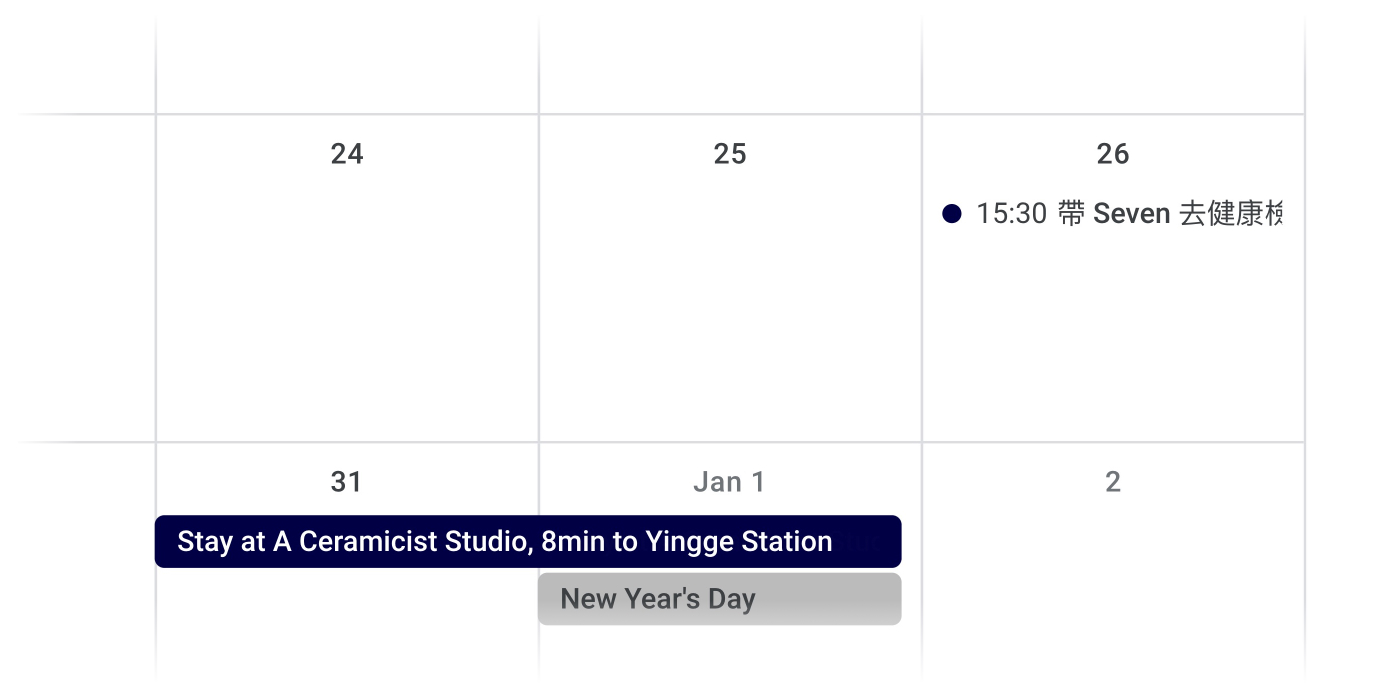 24
25
26
15:30 帶 Seven 去健康檢
31
Jan 1
2
Stay at A Ceramicist Studio, 8min to Yingge Station
New Year's Day